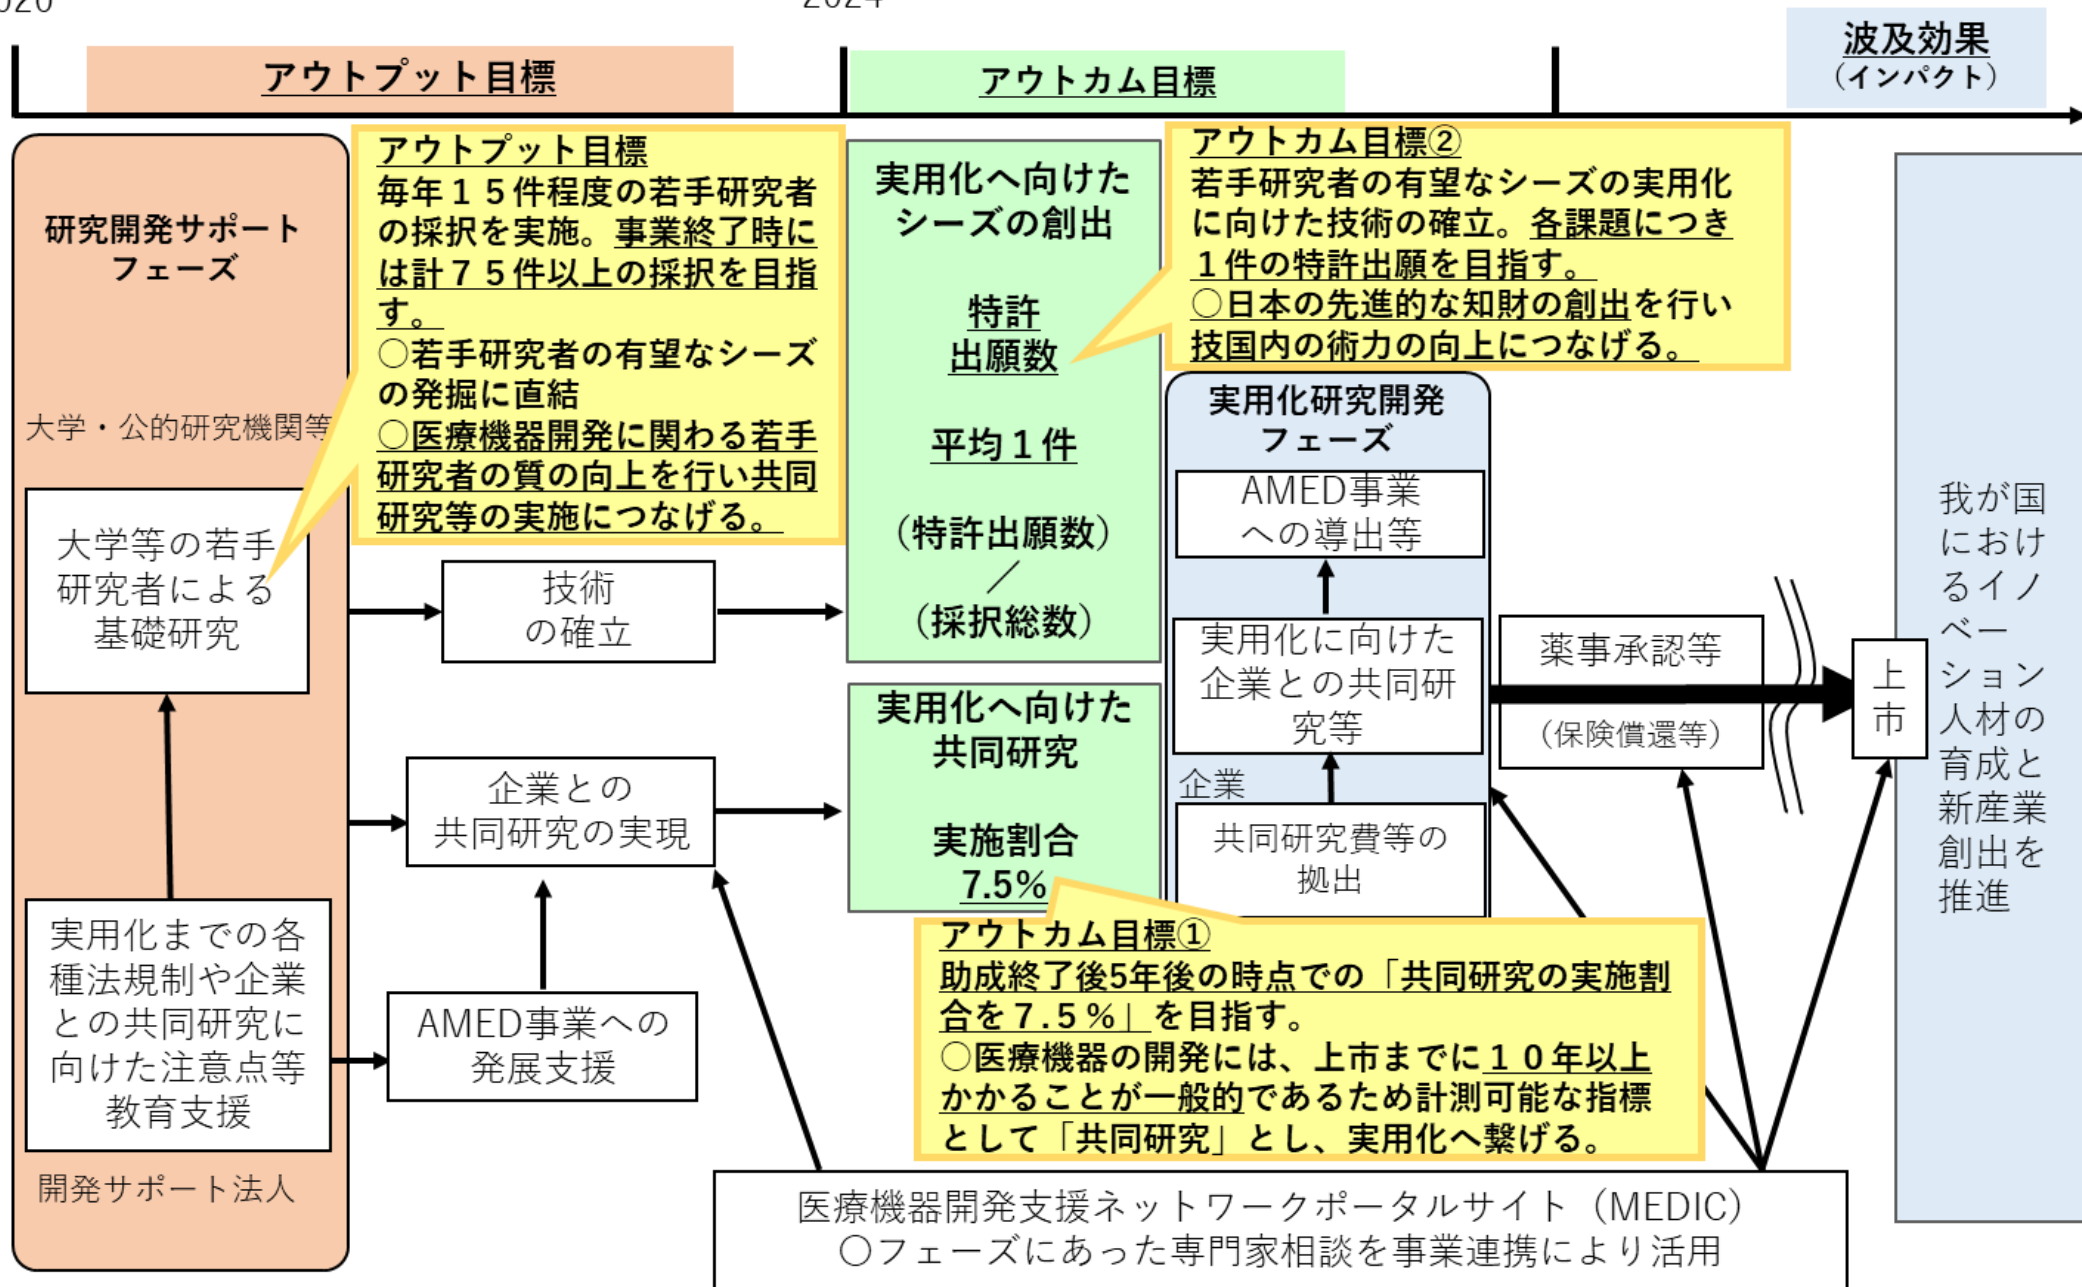 2024
アウトプット目標
アウトカム目標
波及効果
（インパクト）
研究開発サポート
フェーズ
大学・公的研究機関等
大学等の若手
研究者による
基礎研究
実用化までの各
種法規制や企業
との共同研究に
向けた注意点等
教育支援
開発サポート法人
アウトプット目標
毎年１５件程度の若手研究者
の採択を実施。事業終了時に
は計７５件以上の採択を目指
す。
○若手研究者の有望なシーズ
の発掘に直結
○医療機器開発に関わる若手
研究者の質の向上を行い共同
研究等の実施につなげる。
技術
の確立
企業との
共同研究の実現
AMED事業への
発展支援
実用化へ向けた
シーズの創出
特許
出願数
平均１件
（特許出願数）
／
（採択総数）
実用化へ向けた
共同研究
実施割合
7.5%
アウトカム目標②
若手研究者の有望なシーズの実用化
に向けた技術の確立。各課題につき
１件の特許出願を目指す。
○日本の先進的な知財の創出を行い
技国内の術力の向上につなげる。
実用化研究開発
フェーズ
AMED事業
への導出等
実用化に向けた
企業との共同研
究等
企業
共同研究費等の
拠出
アウトカム目標①
助成終了後5年後の時点での「共同研究の実施割
合を７.５％」を目指す。
○医療機器の開発には、上市までに１０年以上
かかることが一般的であるため計測可能な指標
として「共同研究」とし、実用化へ繋げる。
薬事承認等
（保険償還等）
上
市
我が国
におけ
るイノ
ベー
ション
人材の
育成と
新産業
創出を
推進
医療機器開発支援ネットワークポータルサイト（MEDIC）
○フェーズにあった専門家相談を事業連携により活用